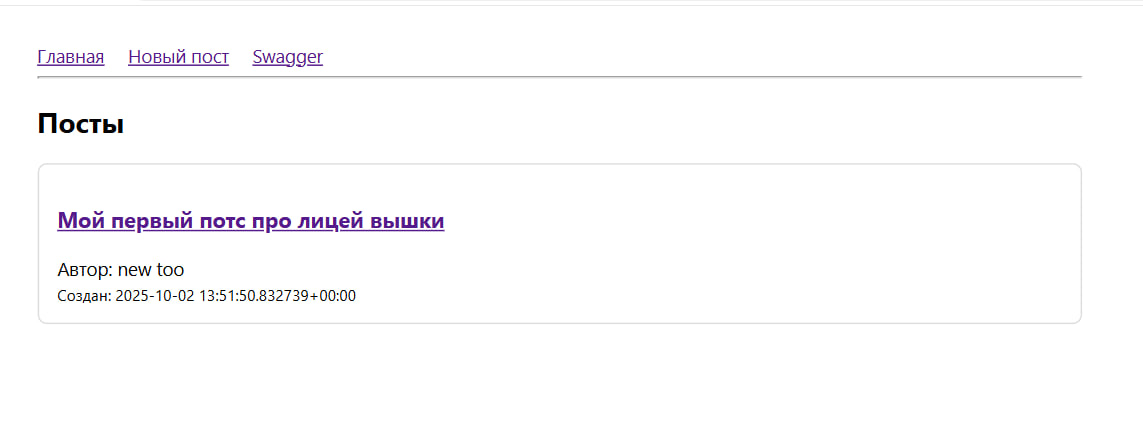 Главная Новый пост Swagger
Посты
Мой первый потс про лицей вышки
Автор: new too
Создан: 2025-10-02 13:51:50.832739+00:00